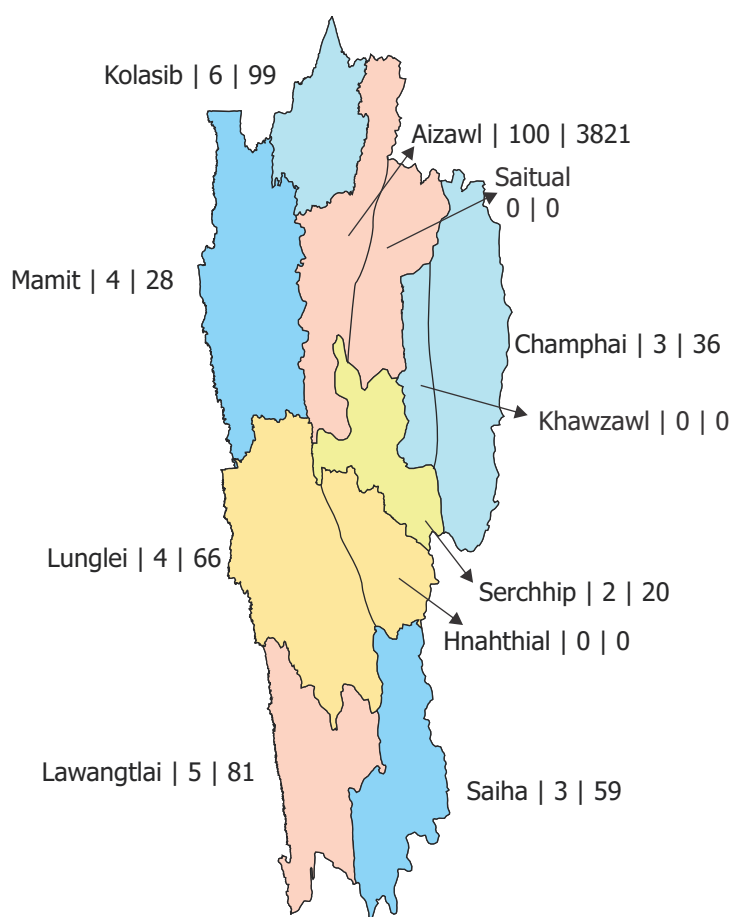 Kolasib | 6 | 99
Aizawl | 100 | 3821
Saitual
0 | 0
Mamit | 4 | 28
Champhai | 3 | 36
Khawzawl | 0 | 0
Lunglei | 4 | 66
Serchhip | 2 | 20
Hnahthial | 0 | 0
Lawangtlai | 5 | 81
Saiha | 3 | 59